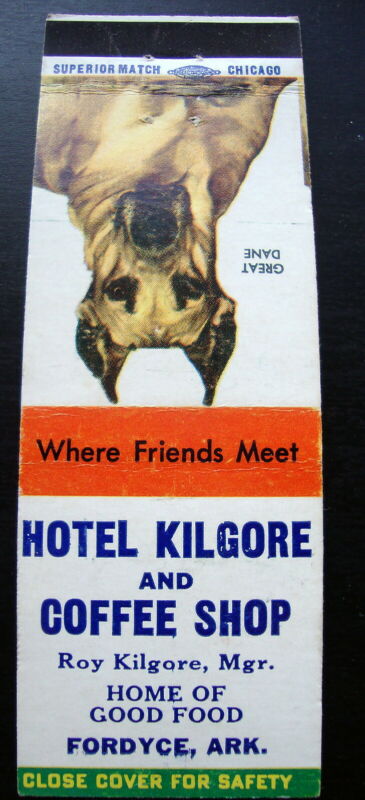 SUPERIOR MATCH CHICAGO
GREAT
DANE
Where Friends Meet
HOTEL KILGORE
AND
COFFEE SHOP
Roy Kilgore, Mgr.
HOME OF
GOOD FOOD
FORDYCE, ARK.
CLOSE COVER FOR SAFETY